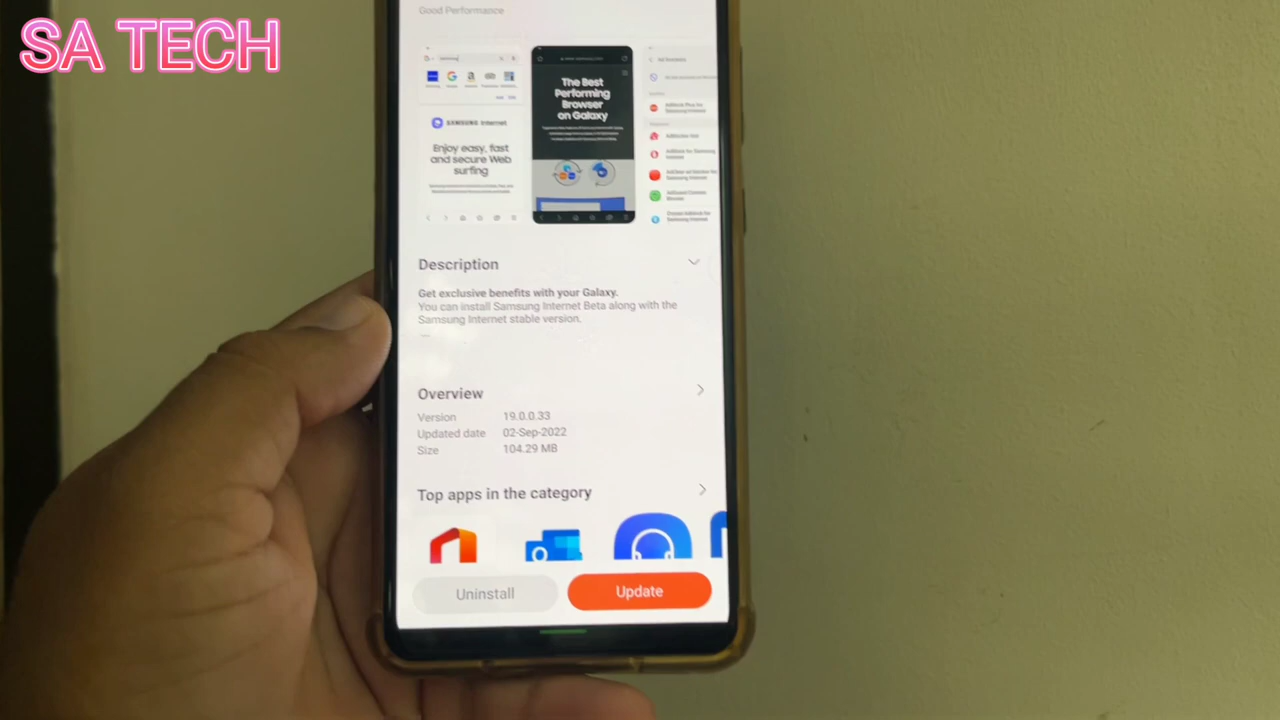 SA TECH
Good Performance
SAMSUNG Internet
Enjoy easy, fast
and secure Web
surfing
The Best
Performing
Browser
on Galaxy
Description
Get exclusive benefits with your Galaxy.
You can install Samsung Internet Beta along with the
Samsung Internet stable version.
Overview
Version 19.0.0.33
Updated date 02-Sep-2022
Size 104.29 MB
Top apps in the category
Uninstall
Update